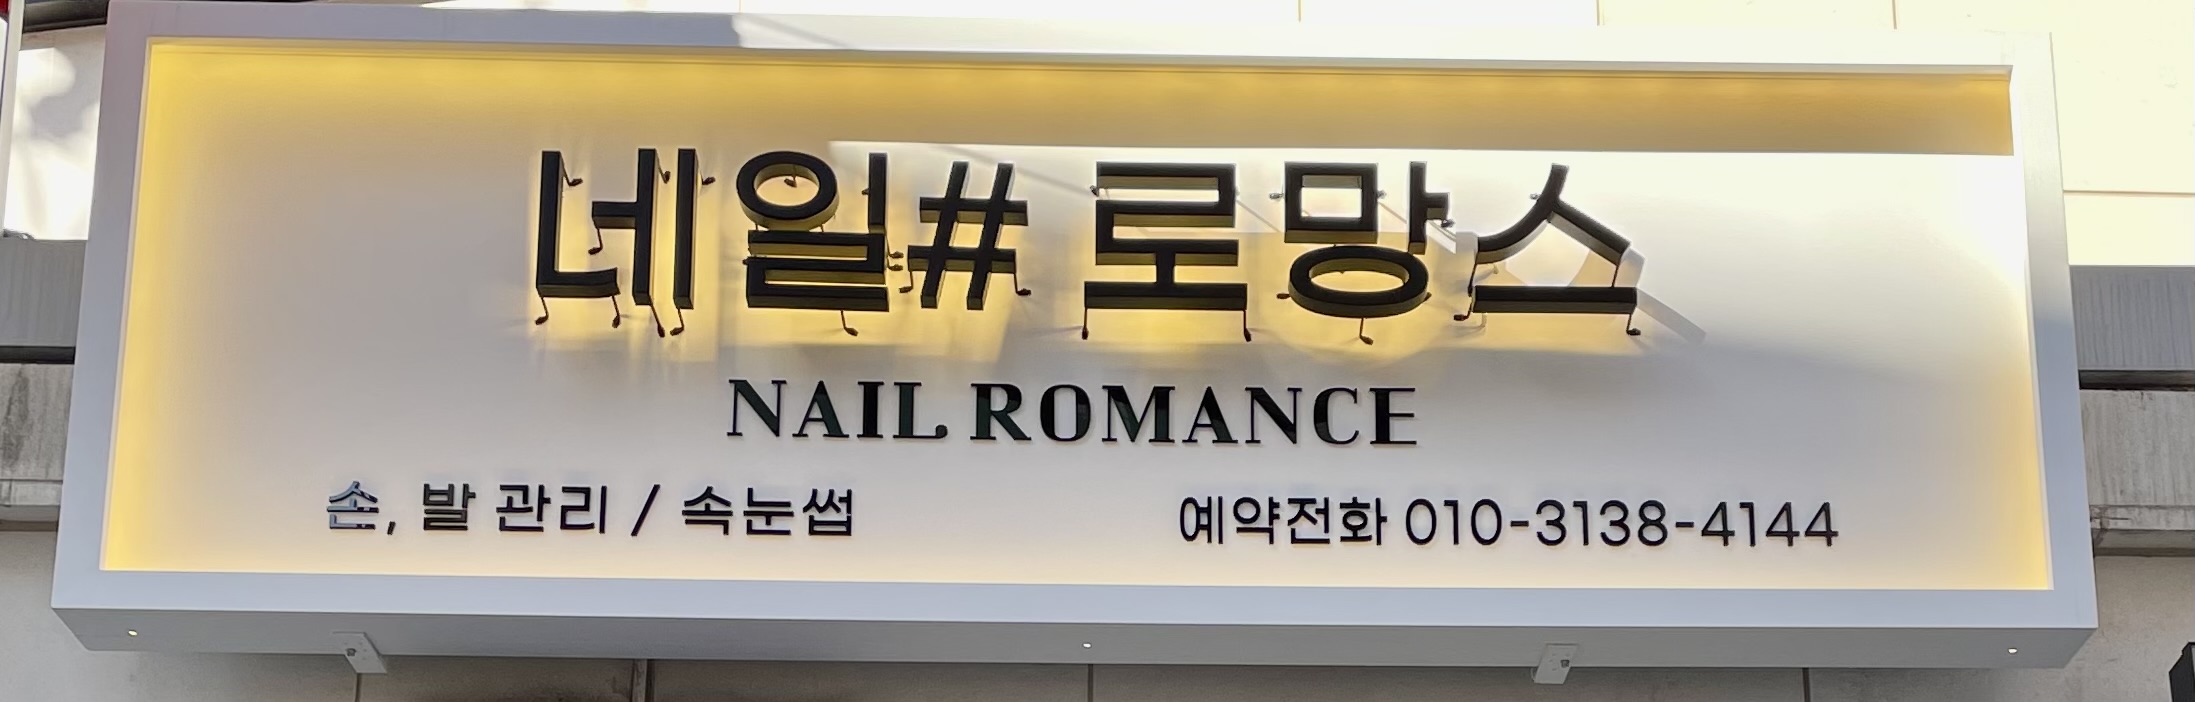 네일# 로망스
NAIL ROMANCE
손, 발 관리 / 속눈썹
예약전화 010-3138-4144